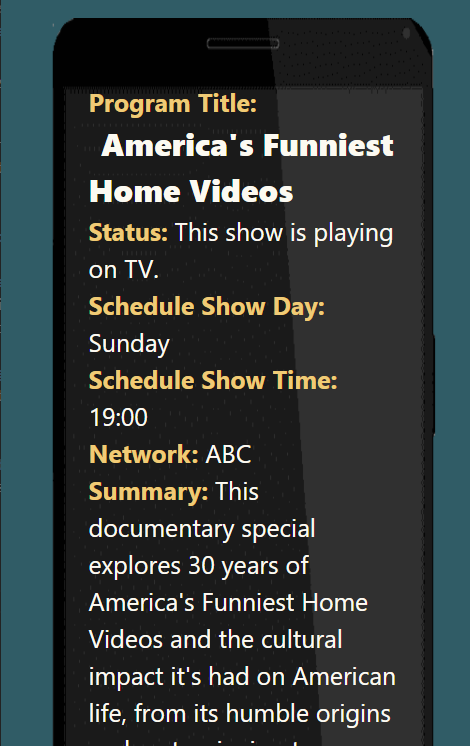 Program Title:
America's Funniest
Home Videos
Status: This show is playing
on TV.
Schedule Show Day:
Sunday
Schedule Show Time:
19:00
Network: ABC
Summary: This
documentary special
explores 30 years of
America's Funniest Home
Videos and the cultural
impact it's had on American
life, from its humble origins